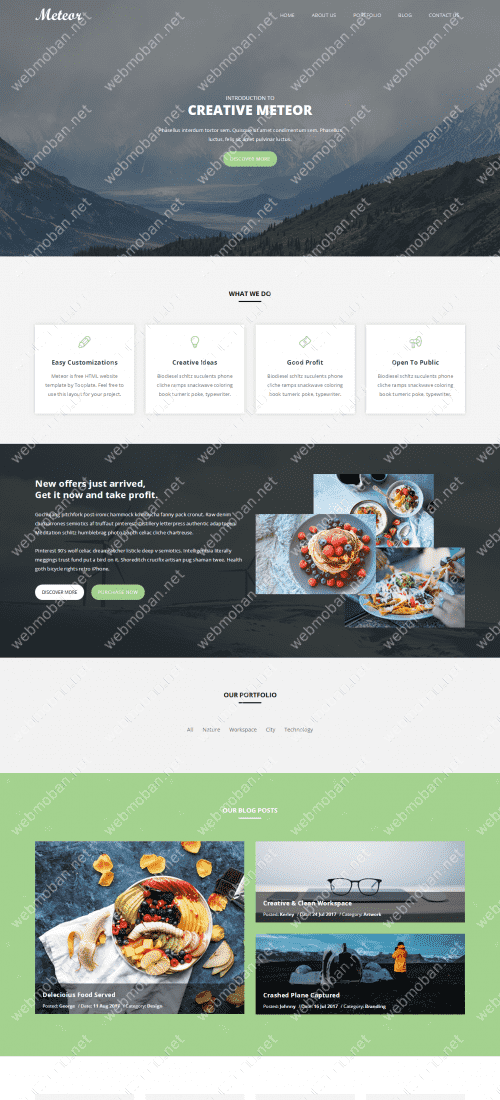 Meteor
HOME ABOUT US PORTFOLIO BLOG CONTACT US
INTRODUCTION TO
CREATIVE METEOR
Phasellus interdum tortor sem. Quisque sit amet condimentum sem. Phasellus
luctus, felis sit amet pulvinar luctus.
DISCOVER MORE
WHAT WE DO
Easy Customizations
Meteor is free HTML website
template by Tooplate. Feel free to
use this layout for your project.
Creative Ideas
Biodiesel schlitz succulents phone
cliche ramps snackwave coloring
book tumeric poke, typewriter.
Good Profit
Biodiesel schlitz succulents phone
cliche ramps snackwave coloring
book tumeric poke, typewriter.
Open To Public
Biodiesel schlitz succulents phone
cliche ramps snackwave coloring
book tumeric poke, typewriter.
New offers just arrived,
Get it now and take profit.
Gochujang pitchfork post-ironic hammock kickstarter fanny pack cronut. Raw denim
chicharrones semiotics af truffaut pinterest distillery letterpress authentic adaptogen.
Meditation schlitz humblebrag photo booth celiac cliche chartreuse.
Pinterest 90's wolf celiac dreamcatcher listicle deep v semiotics. Intelligentsia literally
meggings trust fund put a bird on it. Shoreditch crucifix artisan pug shaman twee. Health
goth bicycle rights retro iPhone.
DISCOVER MORE PURCHASE NOW
OUR PORTFOLIO
All Nature Workspace City Technology
OUR BLOG POSTS
Delecioius Food Served
Posted: George / Date: 11 Aug 2017 / Category: Design
Creative & Clean Workspace
Posted: Kerley / Date: 24 Jul 2017 / Category: Artwork
Crashed Plane Captured
Posted: Johnny / Date: 16 Jul 2017 / Category: Branding
webmoban.net